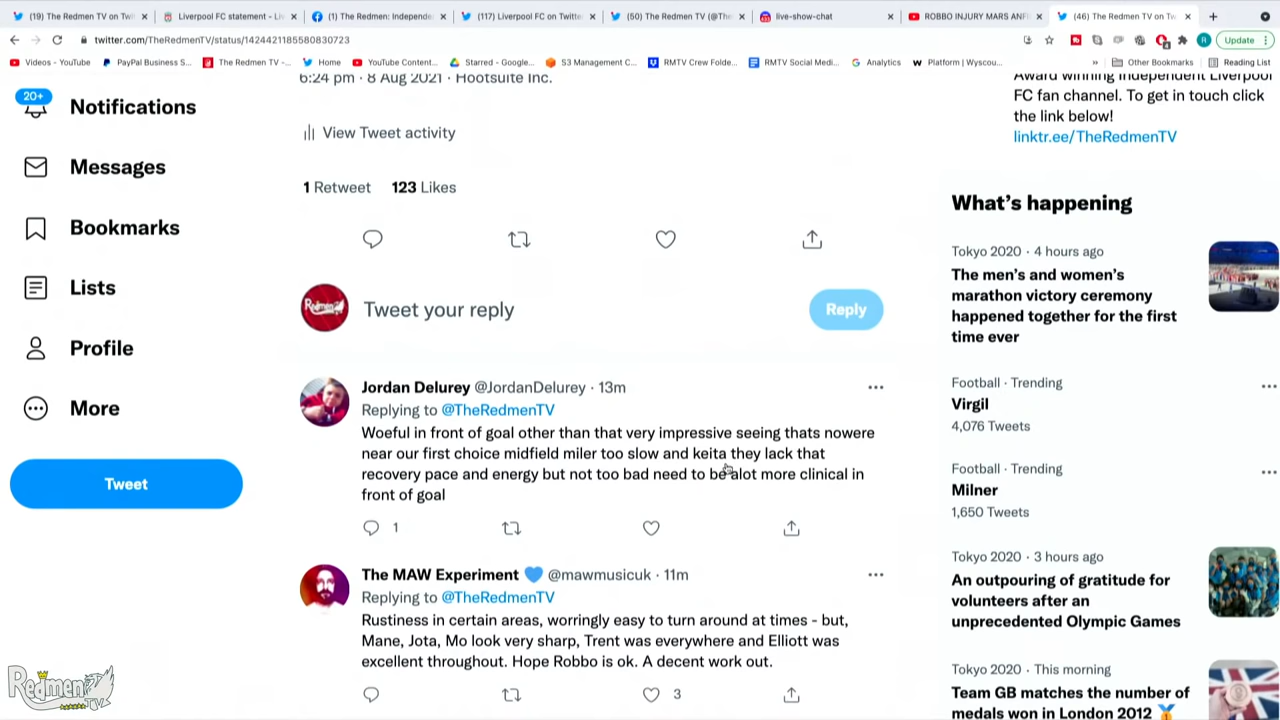 (19) The Redmen TV on Twi
Liverpool FC statement - Li
(1) The Redmen: Independe
(117) Liverpool FC on Twitte
(50) The Redmen TV (@The
live-show-chat
ROBBO INJURY MARS ANF
(46) The Redmen TV on Tw
twitter.com/TheRedmenTV/status/1424421185580830723
R
Update
Videos - YouTube
PayPal Business S...
The Redmen TV -...
Home
YouTube Content...
Starred - Google...
S3 Management C...
RMTV Crew Folde...
RMTV Social Medi...
Analytics
Platform | Wyscou...
»
Other Bookmarks
Reading List
20+
Notifications
Messages
Bookmarks
Lists
Profile
More
Tweet
6:24 pm · 8 Aug 2021 · Hootsuite Inc.
View Tweet activity
1 Retweet 123 Likes
Redmen
Tweet your reply
Reply
Jordan Delurey @JordanDelurey · 13m
Replying to @TheRedmenTV
Woeful in front of goal other than that very impressive seeing thats nowere
near our first choice midfield miler too slow and keita they lack that
recovery pace and energy but not too bad need to be alot more clinical in
front of goal
1
The MAW Experiment 💙 @mawmusicuk · 11m
Replying to @TheRedmenTV
Rustiness in certain areas, worringly easy to turn around at times - but,
Mane, Jota, Mo look very sharp, Trent was everywhere and Elliott was
excellent throughout. Hope Robbo is ok. A decent work out.
3
Award winning Independent Liverpool
FC fan channel. To get in touch click
the link below!
linktr.ee/TheRedmenTV
What's happening
Tokyo 2020 · 4 hours ago
The men's and women's
marathon victory ceremony
happened together for the first
time ever
Football · Trending
Virgil
4,076 Tweets
Football · Trending
Milner
1,650 Tweets
Tokyo 2020 · 3 hours ago
An outpouring of gratitude for
volunteers after an
unprecedented Olympic Games
Tokyo 2020 · This morning
Team GB matches the number of
medals won in London 2012 🏅
Redmen
TV